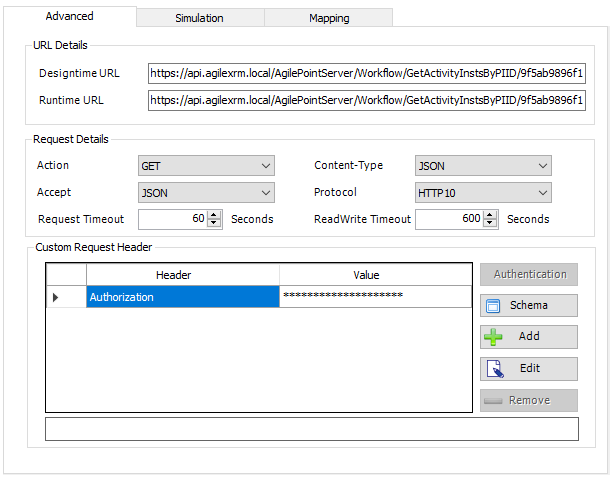 Advanced Simulation Mapping
URL Details
Designtime URL https://api.agilexrm.local/AgilePointServer/Workflow/GetActivityInstsByPIID/9f5ab9896f1
Runtime URL https://api.agilexrm.local/AgilePointServer/Workflow/GetActivityInstsByPIID/9f5ab9896f1
Request Details
Action GET Content-Type JSON
Accept JSON Protocol HTTP10
Request Timeout 60 Seconds ReadWrite Timeout 600 Seconds
Custom Request Header
Header Value Authentication
Authorization ********************
Schema
Add
Edit
Remove